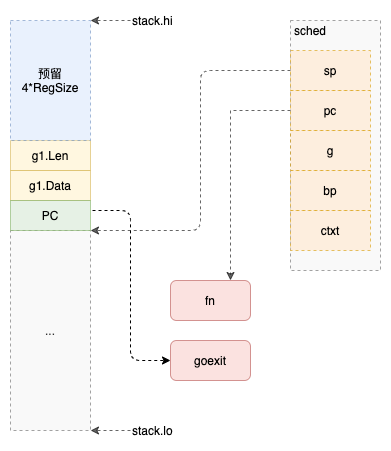 stack.hi
预留
4*RegSize
g1.Len
g1.Data
PC
...
stack.lo
sched
sp
pc
g
bp
ctxt
fn
goexit